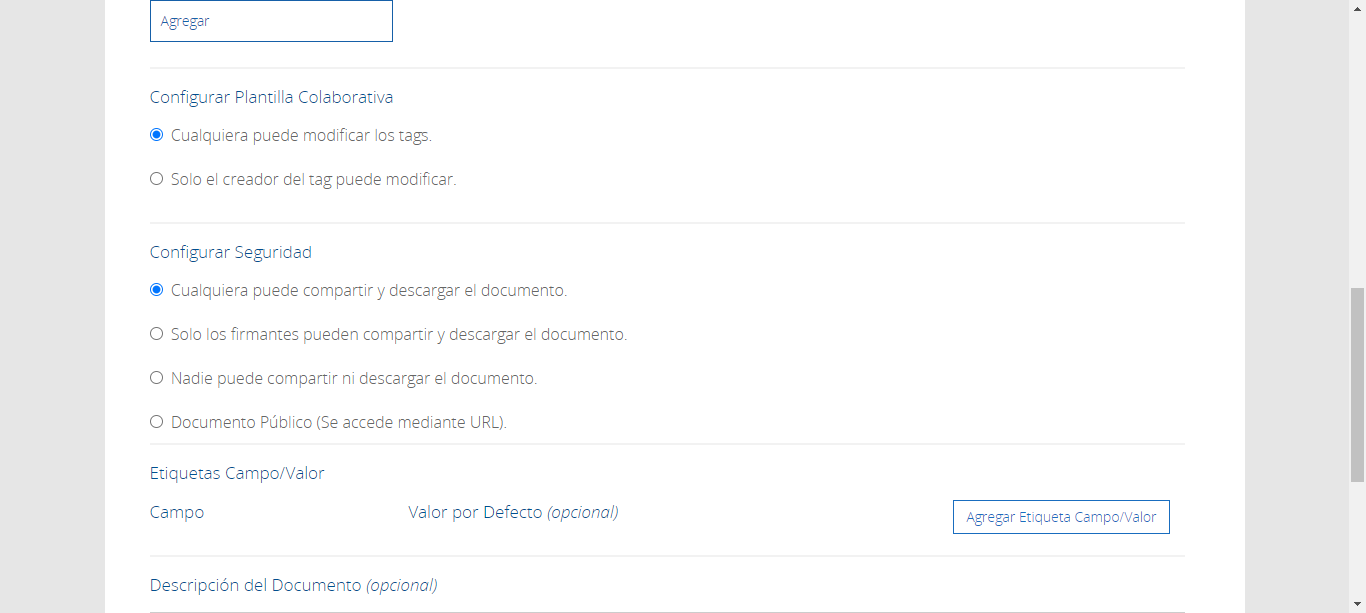 Agregar
Configurar Plantilla Colaborativa
Cualquiera puede modificar los tags.
Solo el creador del tag puede modificar.
Configurar Seguridad
Cualquiera puede compartir y descargar el documento.
Solo los firmantes pueden compartir y descargar el documento.
Nadie puede compartir ni descargar el documento.
Documento Público (Se accede mediante URL).
Etiquetas Campo/Valor
Campo Valor por Defecto (opcional) Agregar Etiqueta Campo/Valor
Descripción del Documento (opcional)